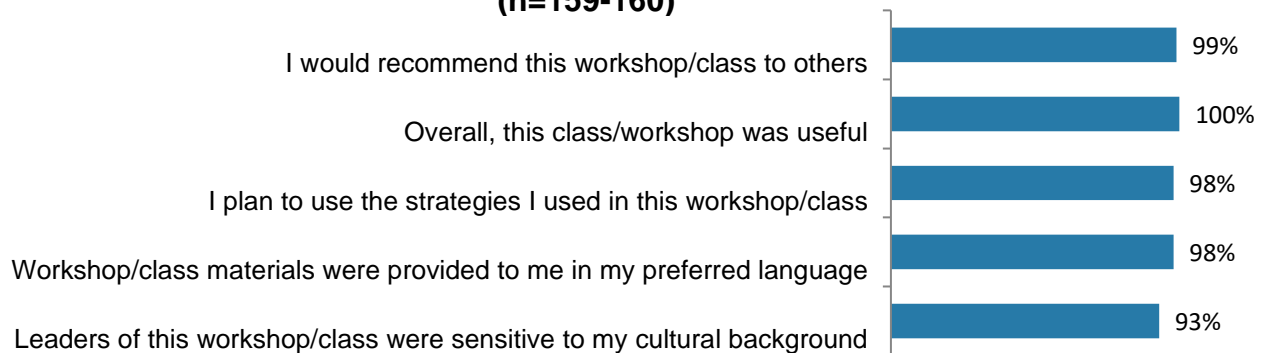 (n=159-160)
I would recommend this workshop/class to others
99%
Overall, this class/workshop was useful
100%
I plan to use the strategies I used in this workshop/class
98%
Workshop/class materials were provided to me in my preferred language
98%
Leaders of this workshop/class were sensitive to my cultural background
93%